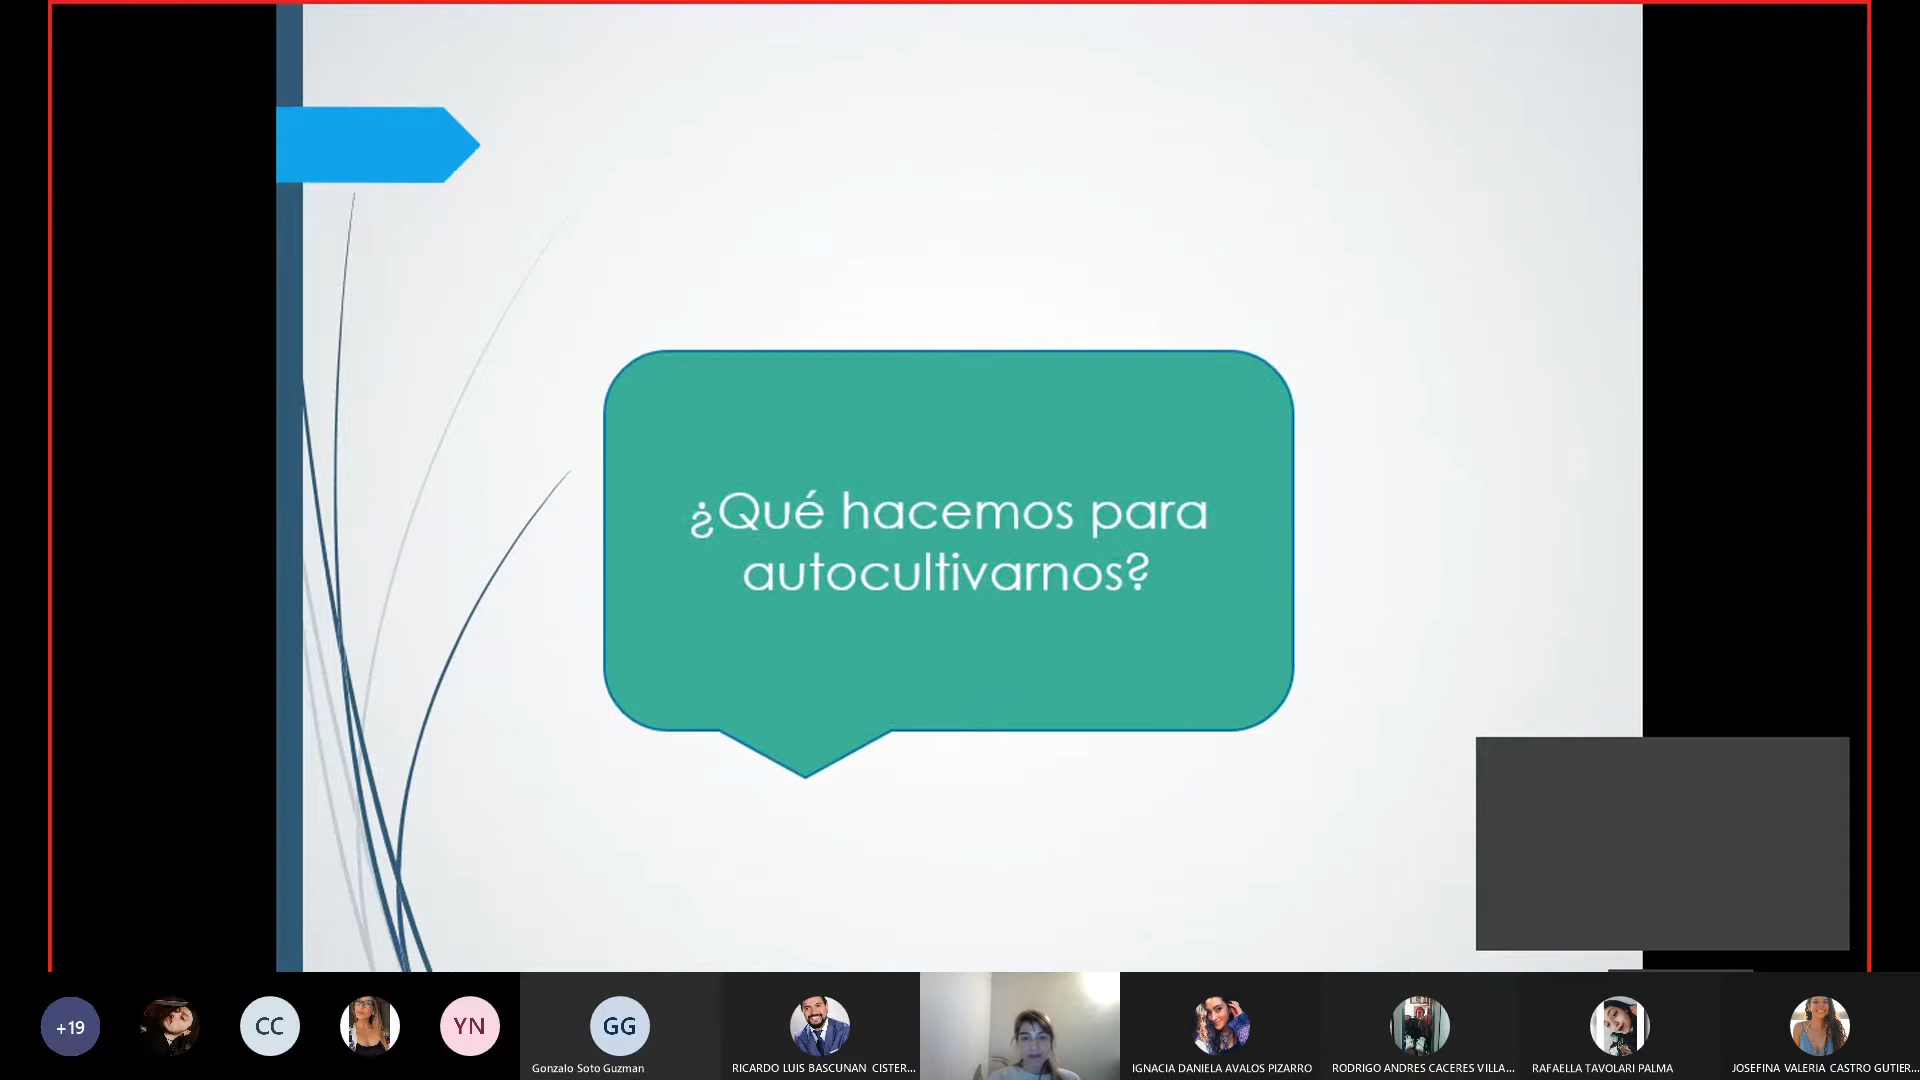 ¿Qué hacemos para
autocultivarnos?
+19
CC
YN
GG
Gonzalo Soto Guzman
RICARDO LUIS BASCUNAN CISTER...
IGNACIA DANIELA AVALOS PIZARRO
RODRIGO ANDRES CACERES VILLA...
RAFAELLA TAVOLARI PALMA
JOSEFINA VALERIA CASTRO GUTIER...